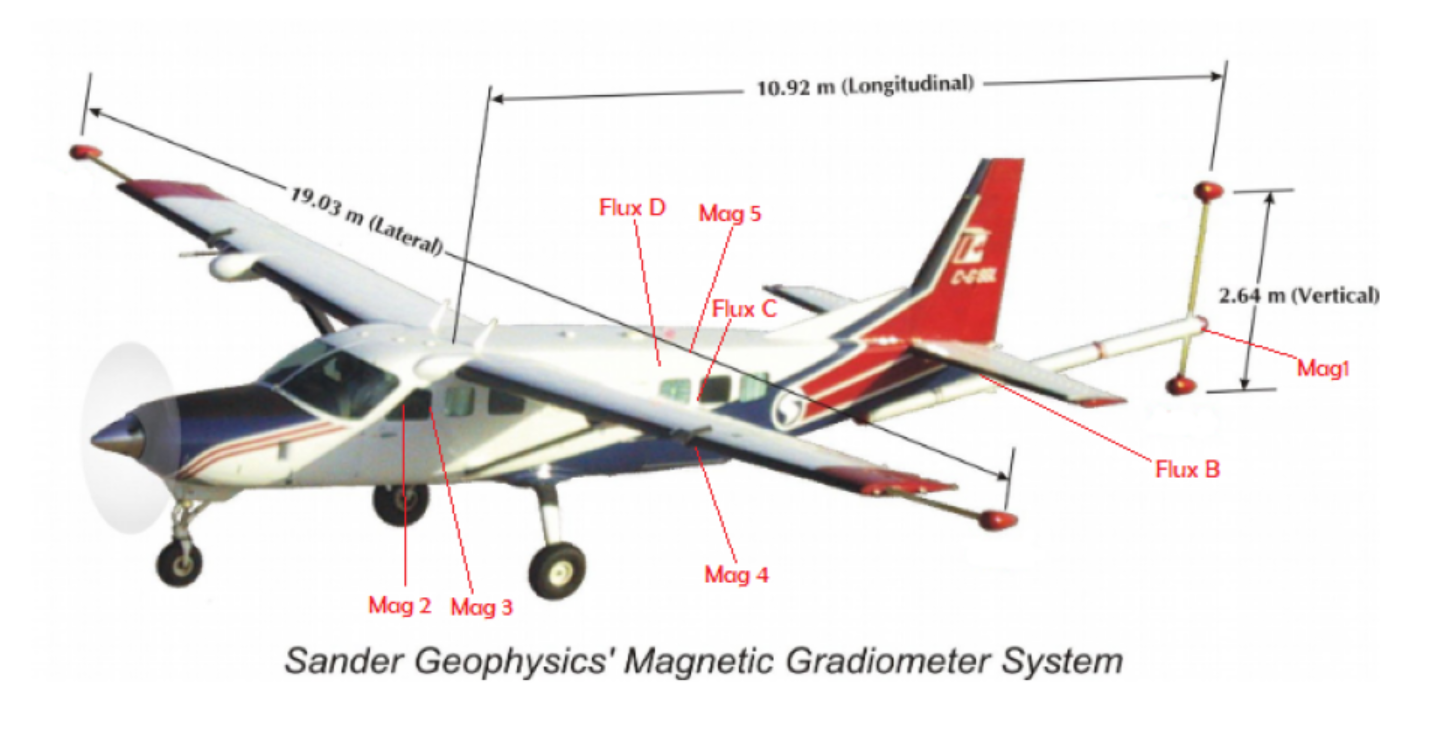 10.92 m (Longitudinal)
19.03 m (Lateral)
Flux D
Mag 5
Flux C
2.64 m (Vertical)
Mag1
Flux B
Mag 4
Mag 2
Mag 3
Sander Geophysics' Magnetic Gradiometer System